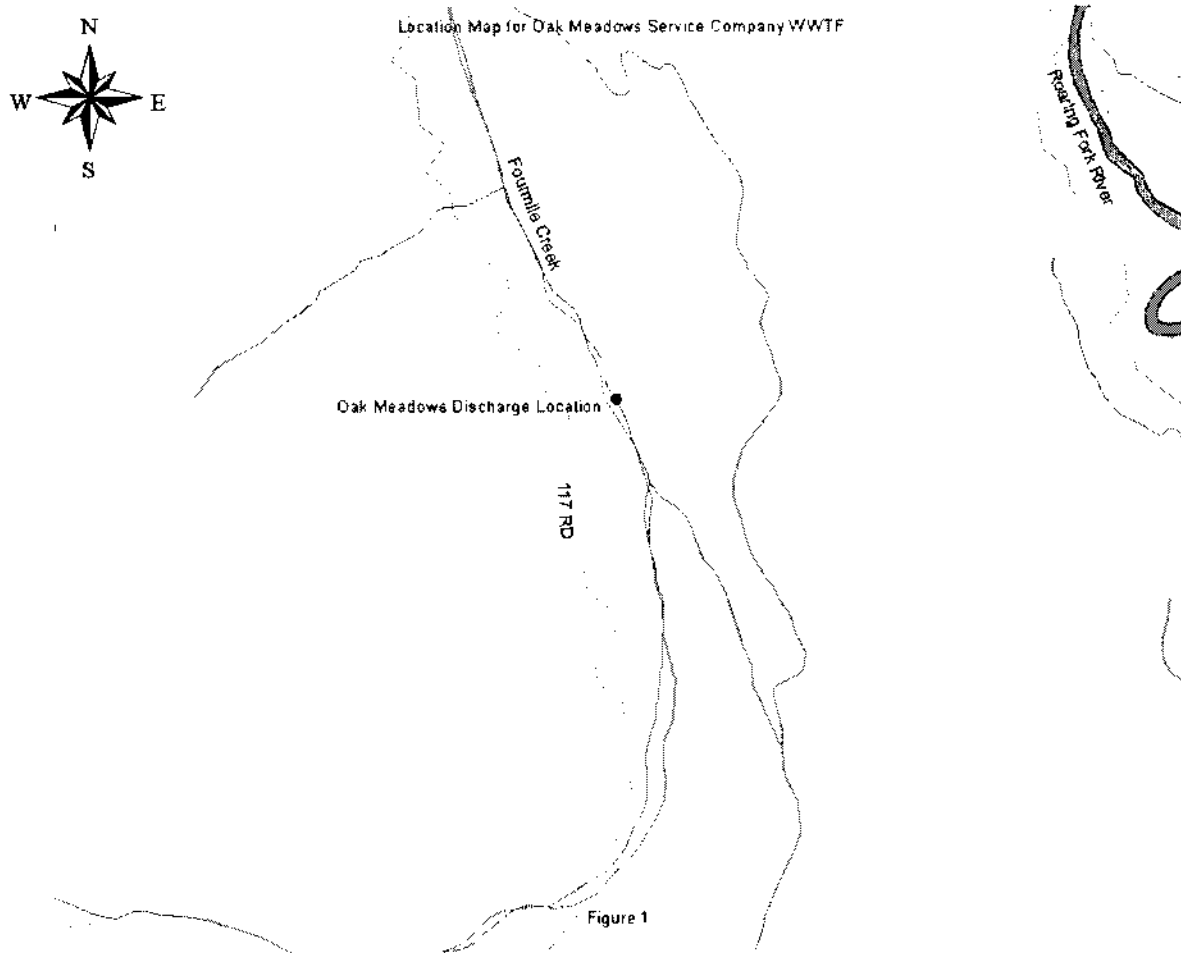 Location Map for Oak Meadows Service Company WWTF
N
W
E
S
Roaring Fork River
Fourmile Creek
Oak Meadows Discharge Location
117 RD
Figure 1